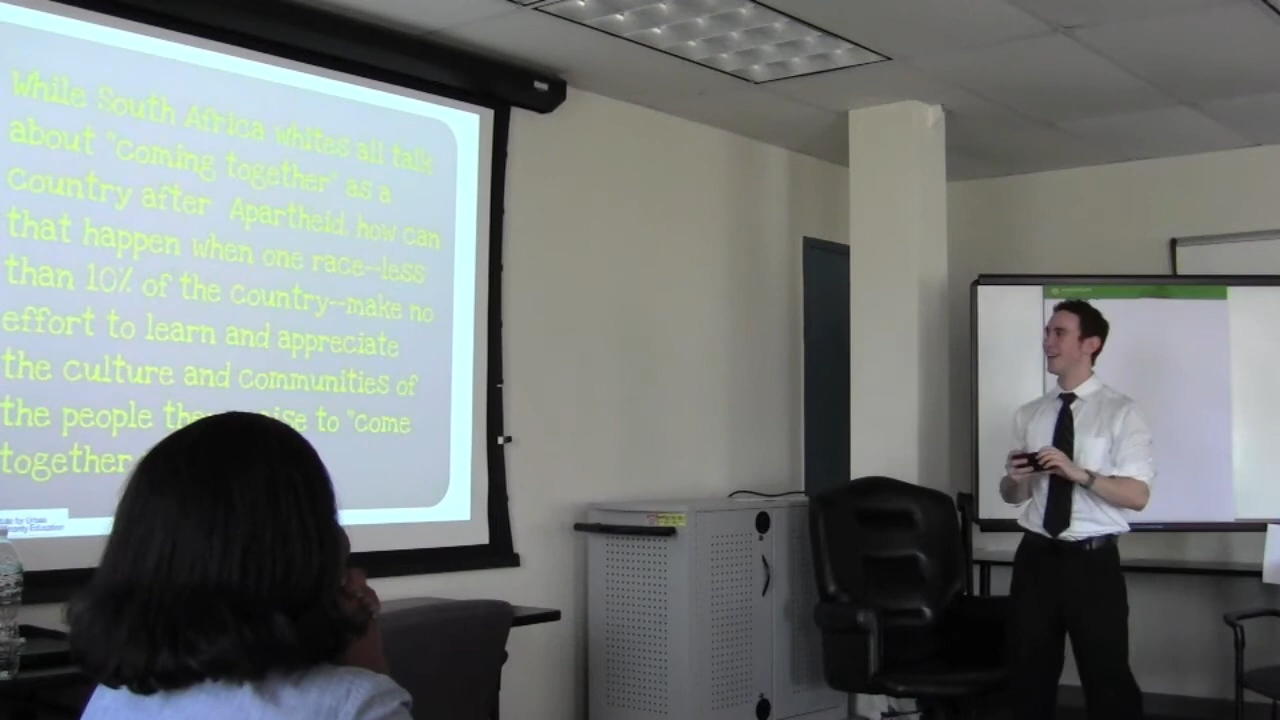 While South Africa whites all talk
about "coming together" as a
country after Apartheid, how can
that happen when one race--less
than 10% of the country--make no
effort to learn and appreciate
the culture and communities of
the people to "come
together